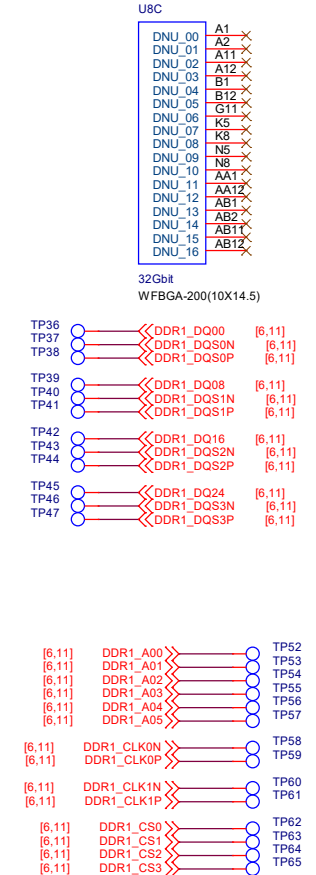 U8C
DNU_00 A1
DNU_01 A2
DNU_02 A11
DNU_03 A12
DNU_04 B1
DNU_05 B12
DNU_06 G11
DNU_07 K5
DNU_08 K8
DNU_09 N5
DNU_10 N8
DNU_11 AA1
DNU_12 AA12
DNU_13 AB1
DNU_14 AB2
DNU_15 AB11
DNU_16 AB12
32Gbit
WFBGA-200(10X14.5)
TP36 DDR1_DQ00 [6,11]
TP37 DDR1_DQS0N [6,11]
TP38 DDR1_DQS0P [6,11]
TP39 DDR1_DQ08 [6,11]
TP40 DDR1_DQS1N [6,11]
TP41 DDR1_DQS1P [6,11]
TP42 DDR1_DQ16 [6,11]
TP43 DDR1_DQS2N [6,11]
TP44 DDR1_DQS2P [6,11]
TP45 DDR1_DQ24 [6,11]
TP46 DDR1_DQS3N [6,11]
TP47 DDR1_DQS3P [6,11]
[6,11] DDR1_A00 TP52
[6,11] DDR1_A01 TP53
[6,11] DDR1_A02 TP54
[6,11] DDR1_A03 TP55
[6,11] DDR1_A04 TP56
[6,11] DDR1_A05 TP57
[6,11] DDR1_CLK0N TP58
[6,11] DDR1_CLK0P TP59
[6,11] DDR1_CLK1N TP60
[6,11] DDR1_CLK1P TP61
[6,11] DDR1_CS0 TP62
[6,11] DDR1_CS1 TP63
[6,11] DDR1_CS2 TP64
[6,11] DDR1_CS3 TP65